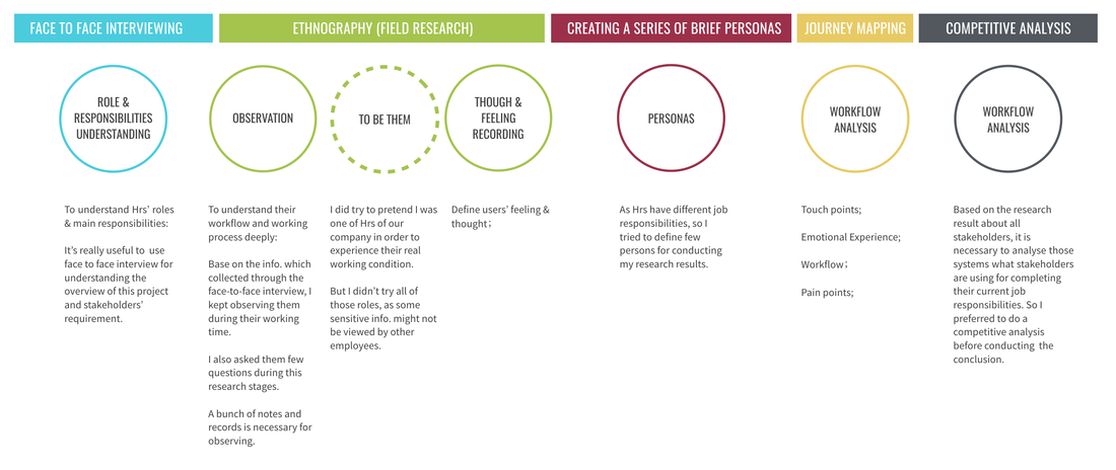 FACE TO FACE INTERVIEWING
ETHNOGRAPHY (FIELD RESEARCH)
CREATING A SERIES OF BRIEF PERSONAS
JOURNEY MAPPING
COMPETITIVE ANALYSIS
ROLE &
RESPONSIBILITIES
UNDERSTANDING
OBSERVATION
TO BE THEM
THOUGH &
FEELING
RECORDING
PERSONAS
WORKFLOW
ANALYSIS
WORKFLOW
ANALYSIS
To understand Hrs' roles
& main responsibilities:
It's really useful to use
face to face interview for
understanding the
overview of this project
and stakeholders'
requirement.
To understand their
workflow and working
process deeply:
Base on the info. which
collected through the
face-to-face interview, I
kept observing them
during their working
time.
I also asked them few
questions during this
research stages.
A bunch of notes and
records is necessary for
observing.
I did try to pretend I was
one of Hrs of our
company in order to
experience their real
working condition.
But I didn't try all of
those roles, as some
sensitive info. might not
be viewed by other
employees.
Define users' feeling &
thought；
As Hrs have different job
responsibilities, so I
tried to define few
persons for conducting
my research results.
Touch points;
Emotional Experience;
Workflow；
Pain points;
Based on the research
result about all
stakeholders, it is
necessary to analyse those
systems what stakeholders
are using for completing
their current job
responsibilities. So I
preferred to do a
competitive analysis
before conducting the
conclusion.